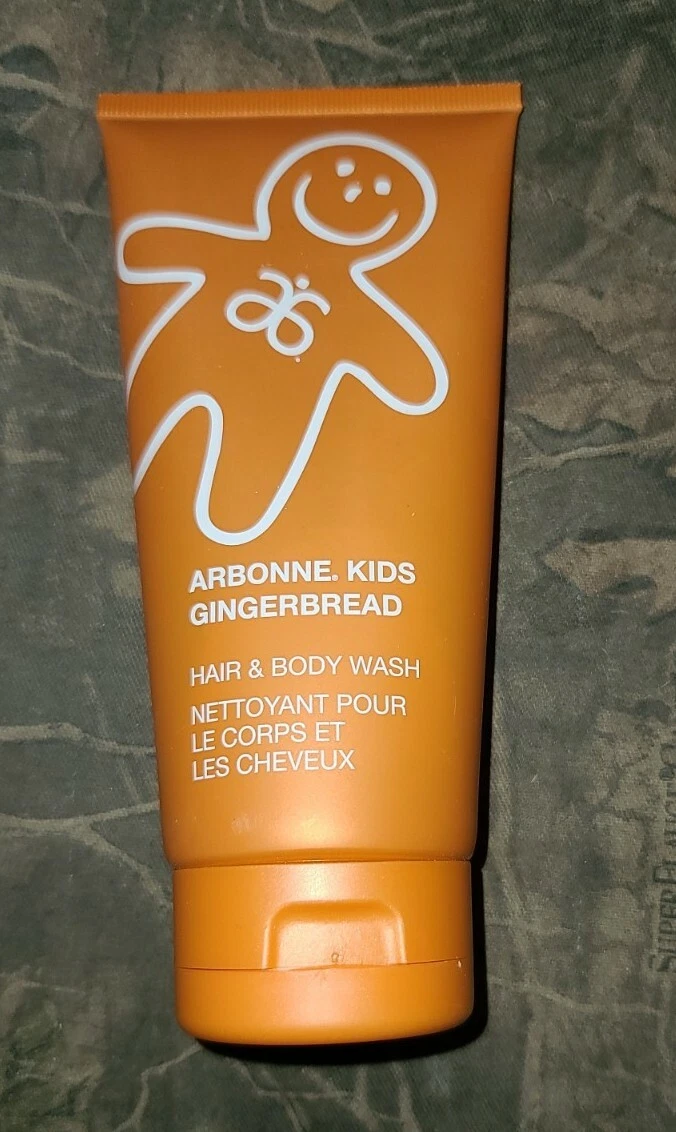 ARBONNE. KIDS
GINGERBREAD
HAIR & BODY WASH
NETTOYANT POUR
LE CORPS ET
LES CHEVEUX